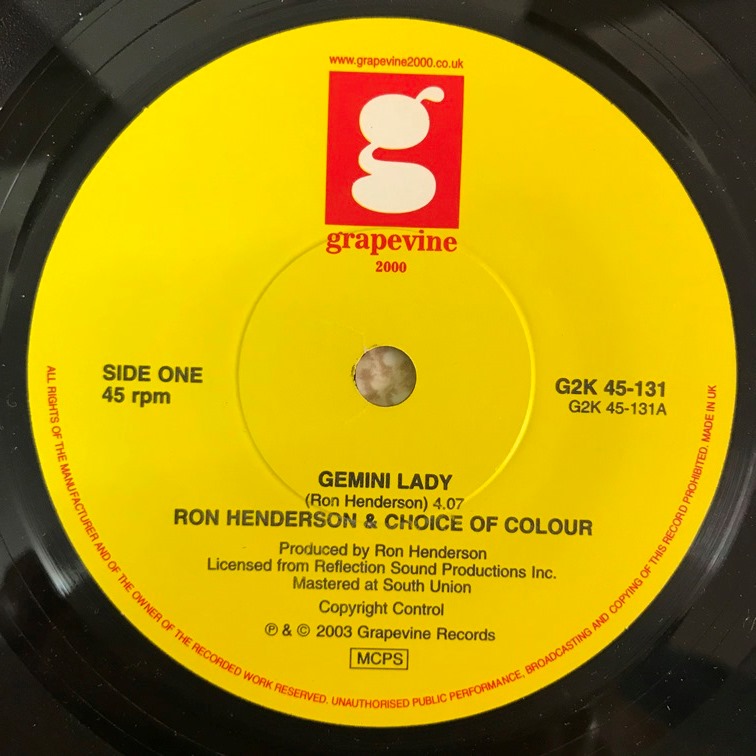 www.grapevine2000.co.uk
g
grapevine
2000
SIDE ONE
45 rpm
G2K 45-131
G2K 45-131A
GEMINI LADY
(Ron Henderson) 4.07
RON HENDERSON & CHOICE OF COLOUR
Produced by Ron Henderson
Licensed from Reflection Sound Productions Inc.
Mastered at South Union
Copyright Control
℗ & © 2003 Grapevine Records
MCPS
ALL RIGHTS OF THE MANUFACTURER AND OF THE OWNER OF THE RECORDED WORK RESERVED. UNAUTHORISED PUBLIC PERFORMANCE, BROADCASTING AND COPYING OF THIS RECORD PROHIBITED. MADE IN UK